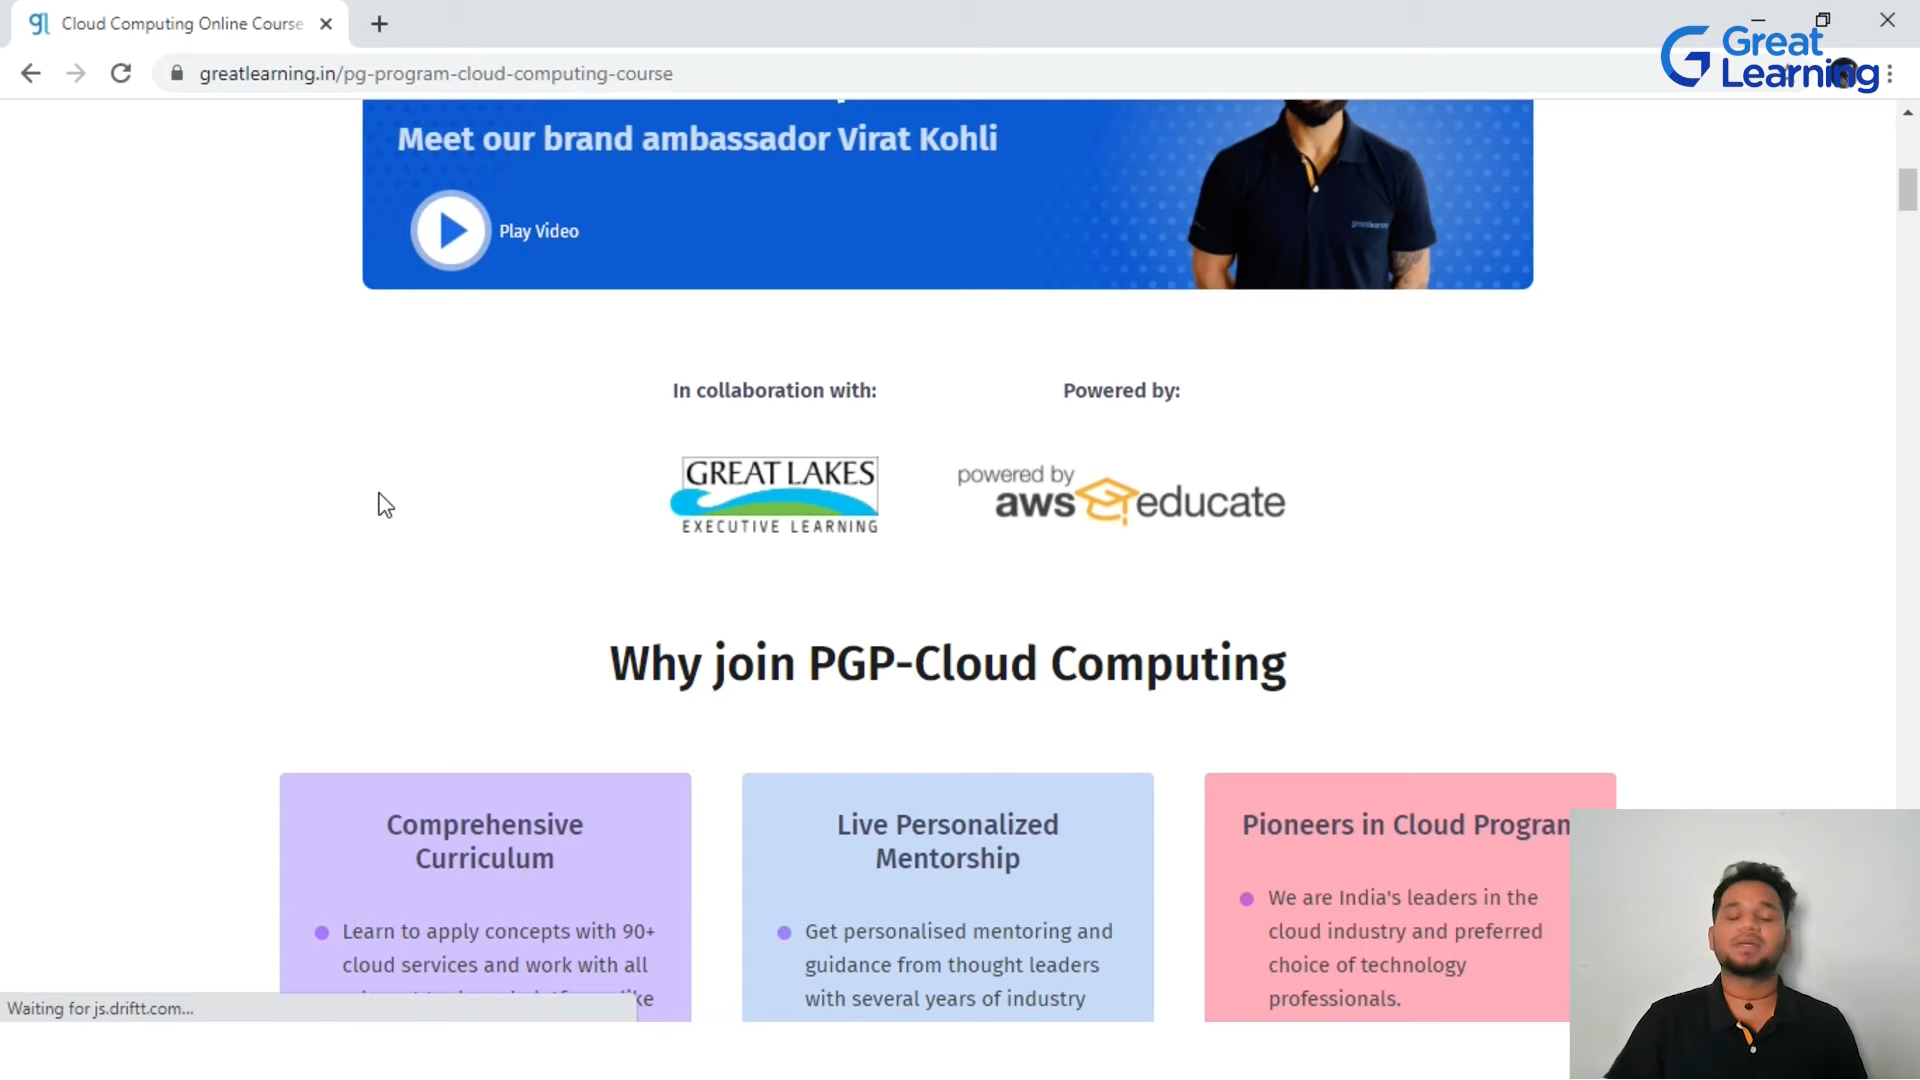 Cloud Computing Online Course
greatlearning.in/pg-program-cloud-computing-course
Great
Learning
Meet our brand ambassador Virat Kohli
Play Video
In collaboration with:
Powered by:
GREAT LAKES
EXECUTIVE LEARNING
powered by
aws educate
Why join PGP-Cloud Computing
Comprehensive
Curriculum
Learn to apply concepts with 90+
cloud services and work with all
Live Personalized
Mentorship
Get personalised mentoring and
guidance from thought leaders
with several years of industry
Pioneers in Cloud Program
We are India's leaders in the
cloud industry and preferred
choice of technology
professionals.
Waiting for js.driftt.com...